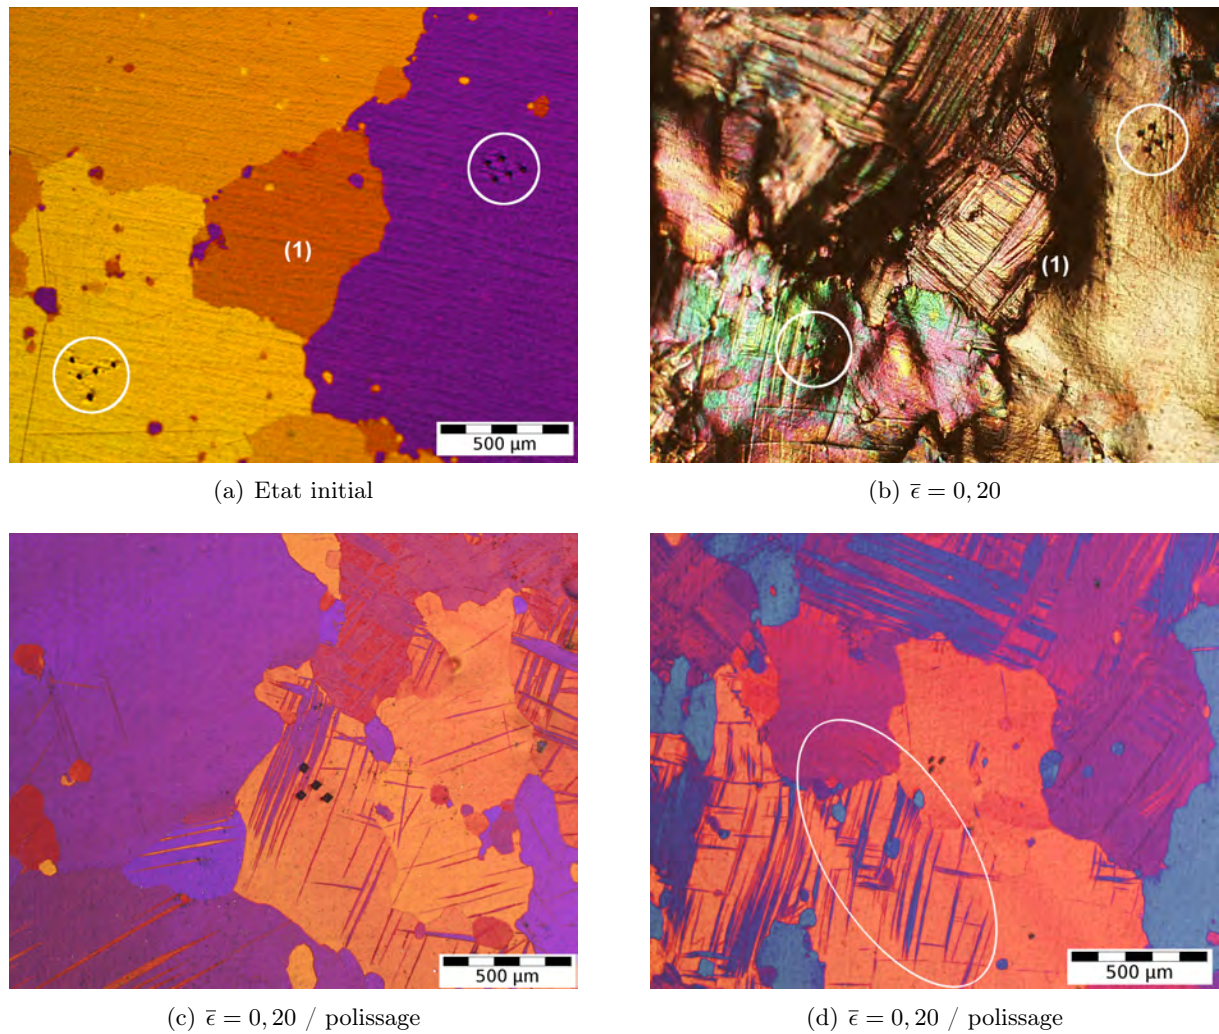 (1)
500 µm
(a) Etat initial
(1)
(b) ϵ̄ = 0, 20
500 µm
(c) ϵ̄ = 0, 20 / polissage
500 µm
(d) ϵ̄ = 0, 20 / polissage